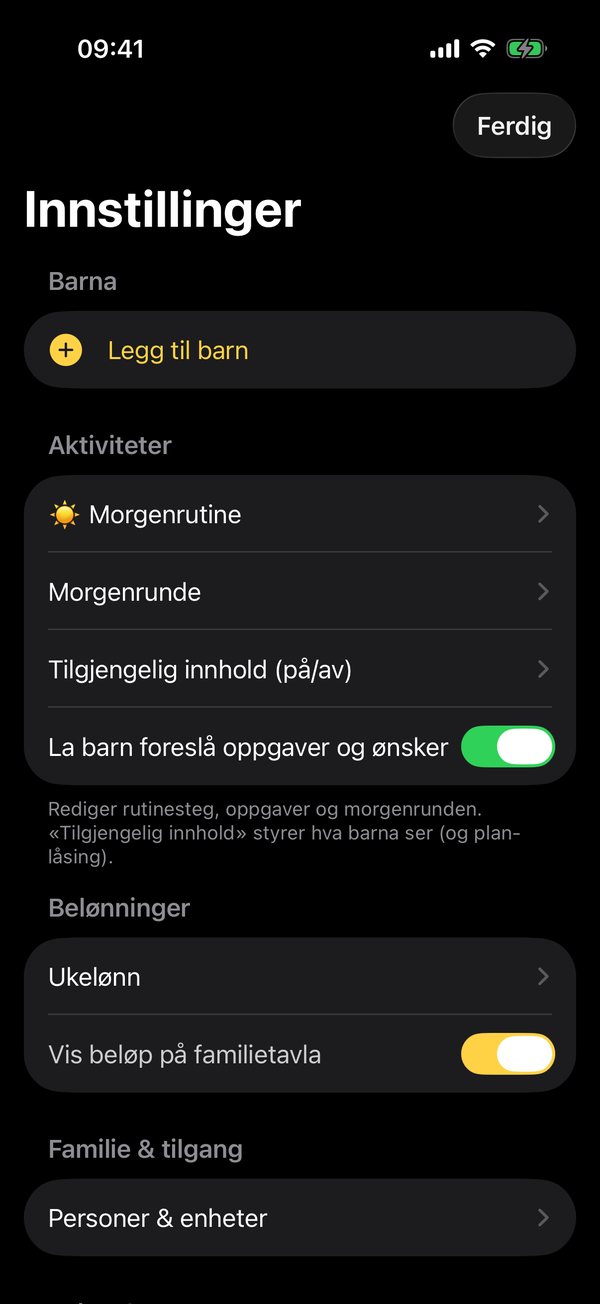 09:41
Ferdig
Innstillinger
Barna
Legg til barn
Aktiviteter
Morgenrutine
Morgenrunde
Tilgjengelig innhold (på/av)
La barn foreslå oppgaver og ønsker
Rediger rutinesteg, oppgaver og morgenrunden.
«Tilgjengelig innhold» styrer hva barna ser (og plan-
låsing).
Belønninger
Ukelønn
Vis beløp på familietavla
Familie & tilgang
Personer & enheter